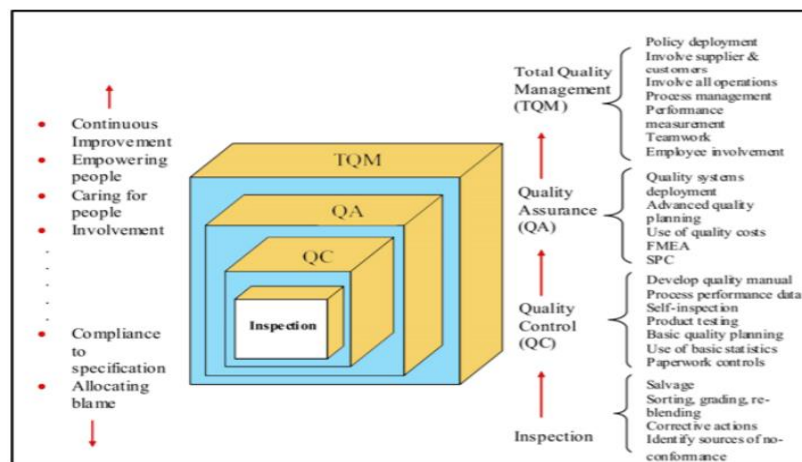 Continuous
Improvement
Empowering
people
Caring for
people
Involvement
Compliance
to
specification
Allocating
blame
TQM
QA
QC
Inspection
Total Quality
Management
(TQM)
Quality
Assurance
(QA)
Quality
Control
(QC)
Inspection
Policy deployment
Involve supplier &
customers
Involve all operations
Process management
Performance
measurement
Teamwork
Employee involvement
Quality systems
deployment
Advanced quality
planning
Use of quality costs
FMEA
SPC
Develop quality manual
Process performance data
Self-inspection
Product testing
Basic quality planning
Use of basic statistics
Paperwork controls
Salvage
Sorting, grading, re-
blending
Corrective actions
Identify sources of no-
conformance